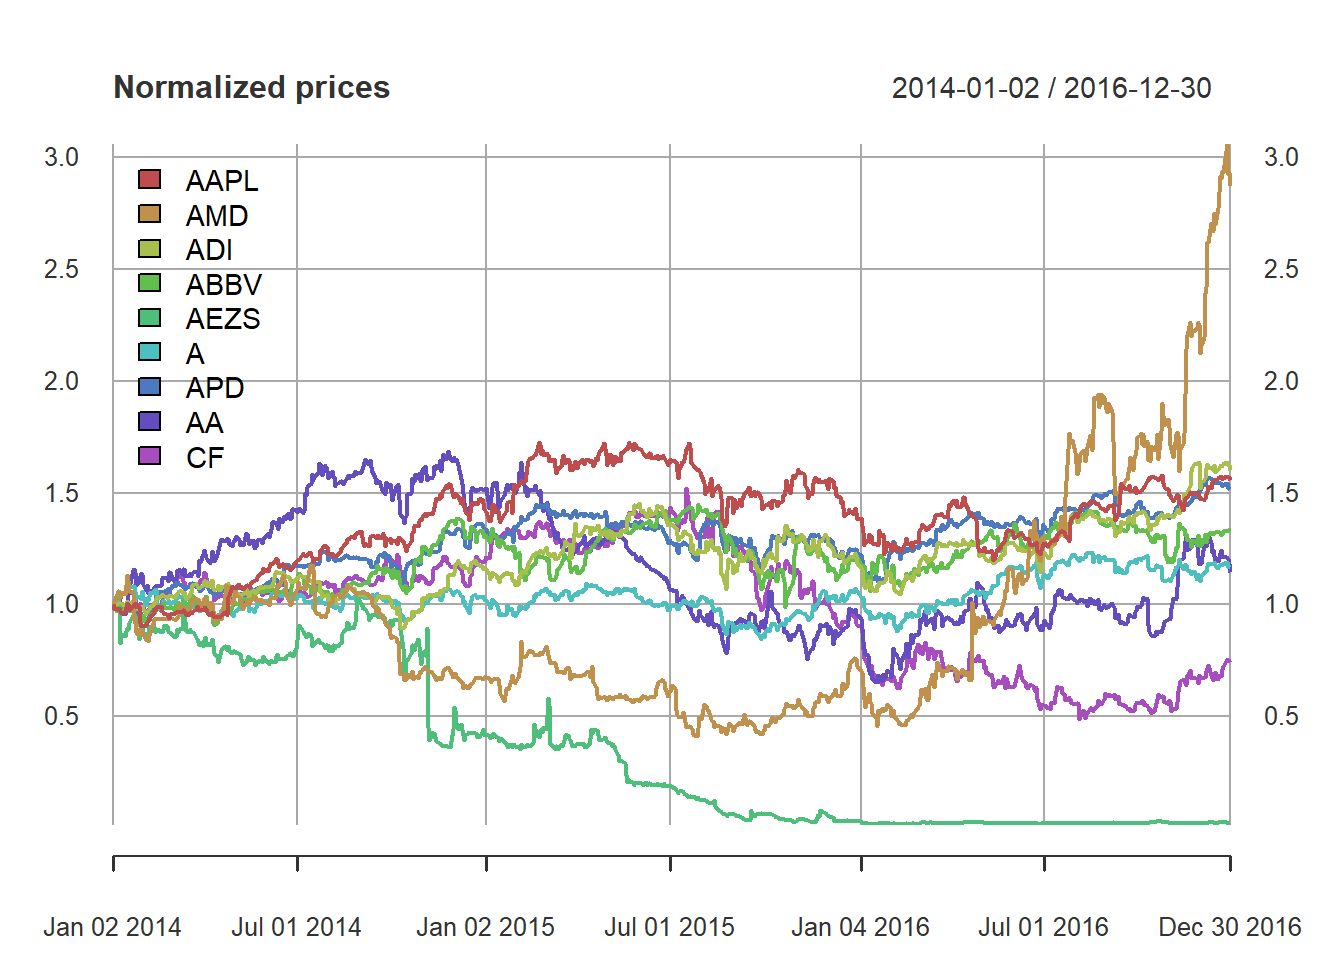 Normalized prices 2014-01-02 / 2016-12-30
3.0 3.0
AAPL
AMD
ADI
2.5 2.5
ABBV
AEZS
A
2.0 2.0
APD
AA
CF
1.5 1.5
1.0 1.0
0.5 0.5
Jan 02 2014 Jul 01 2014 Jan 02 2015 Jul 01 2015 Jan 04 2016 Jul 01 2016 Dec 30 2016